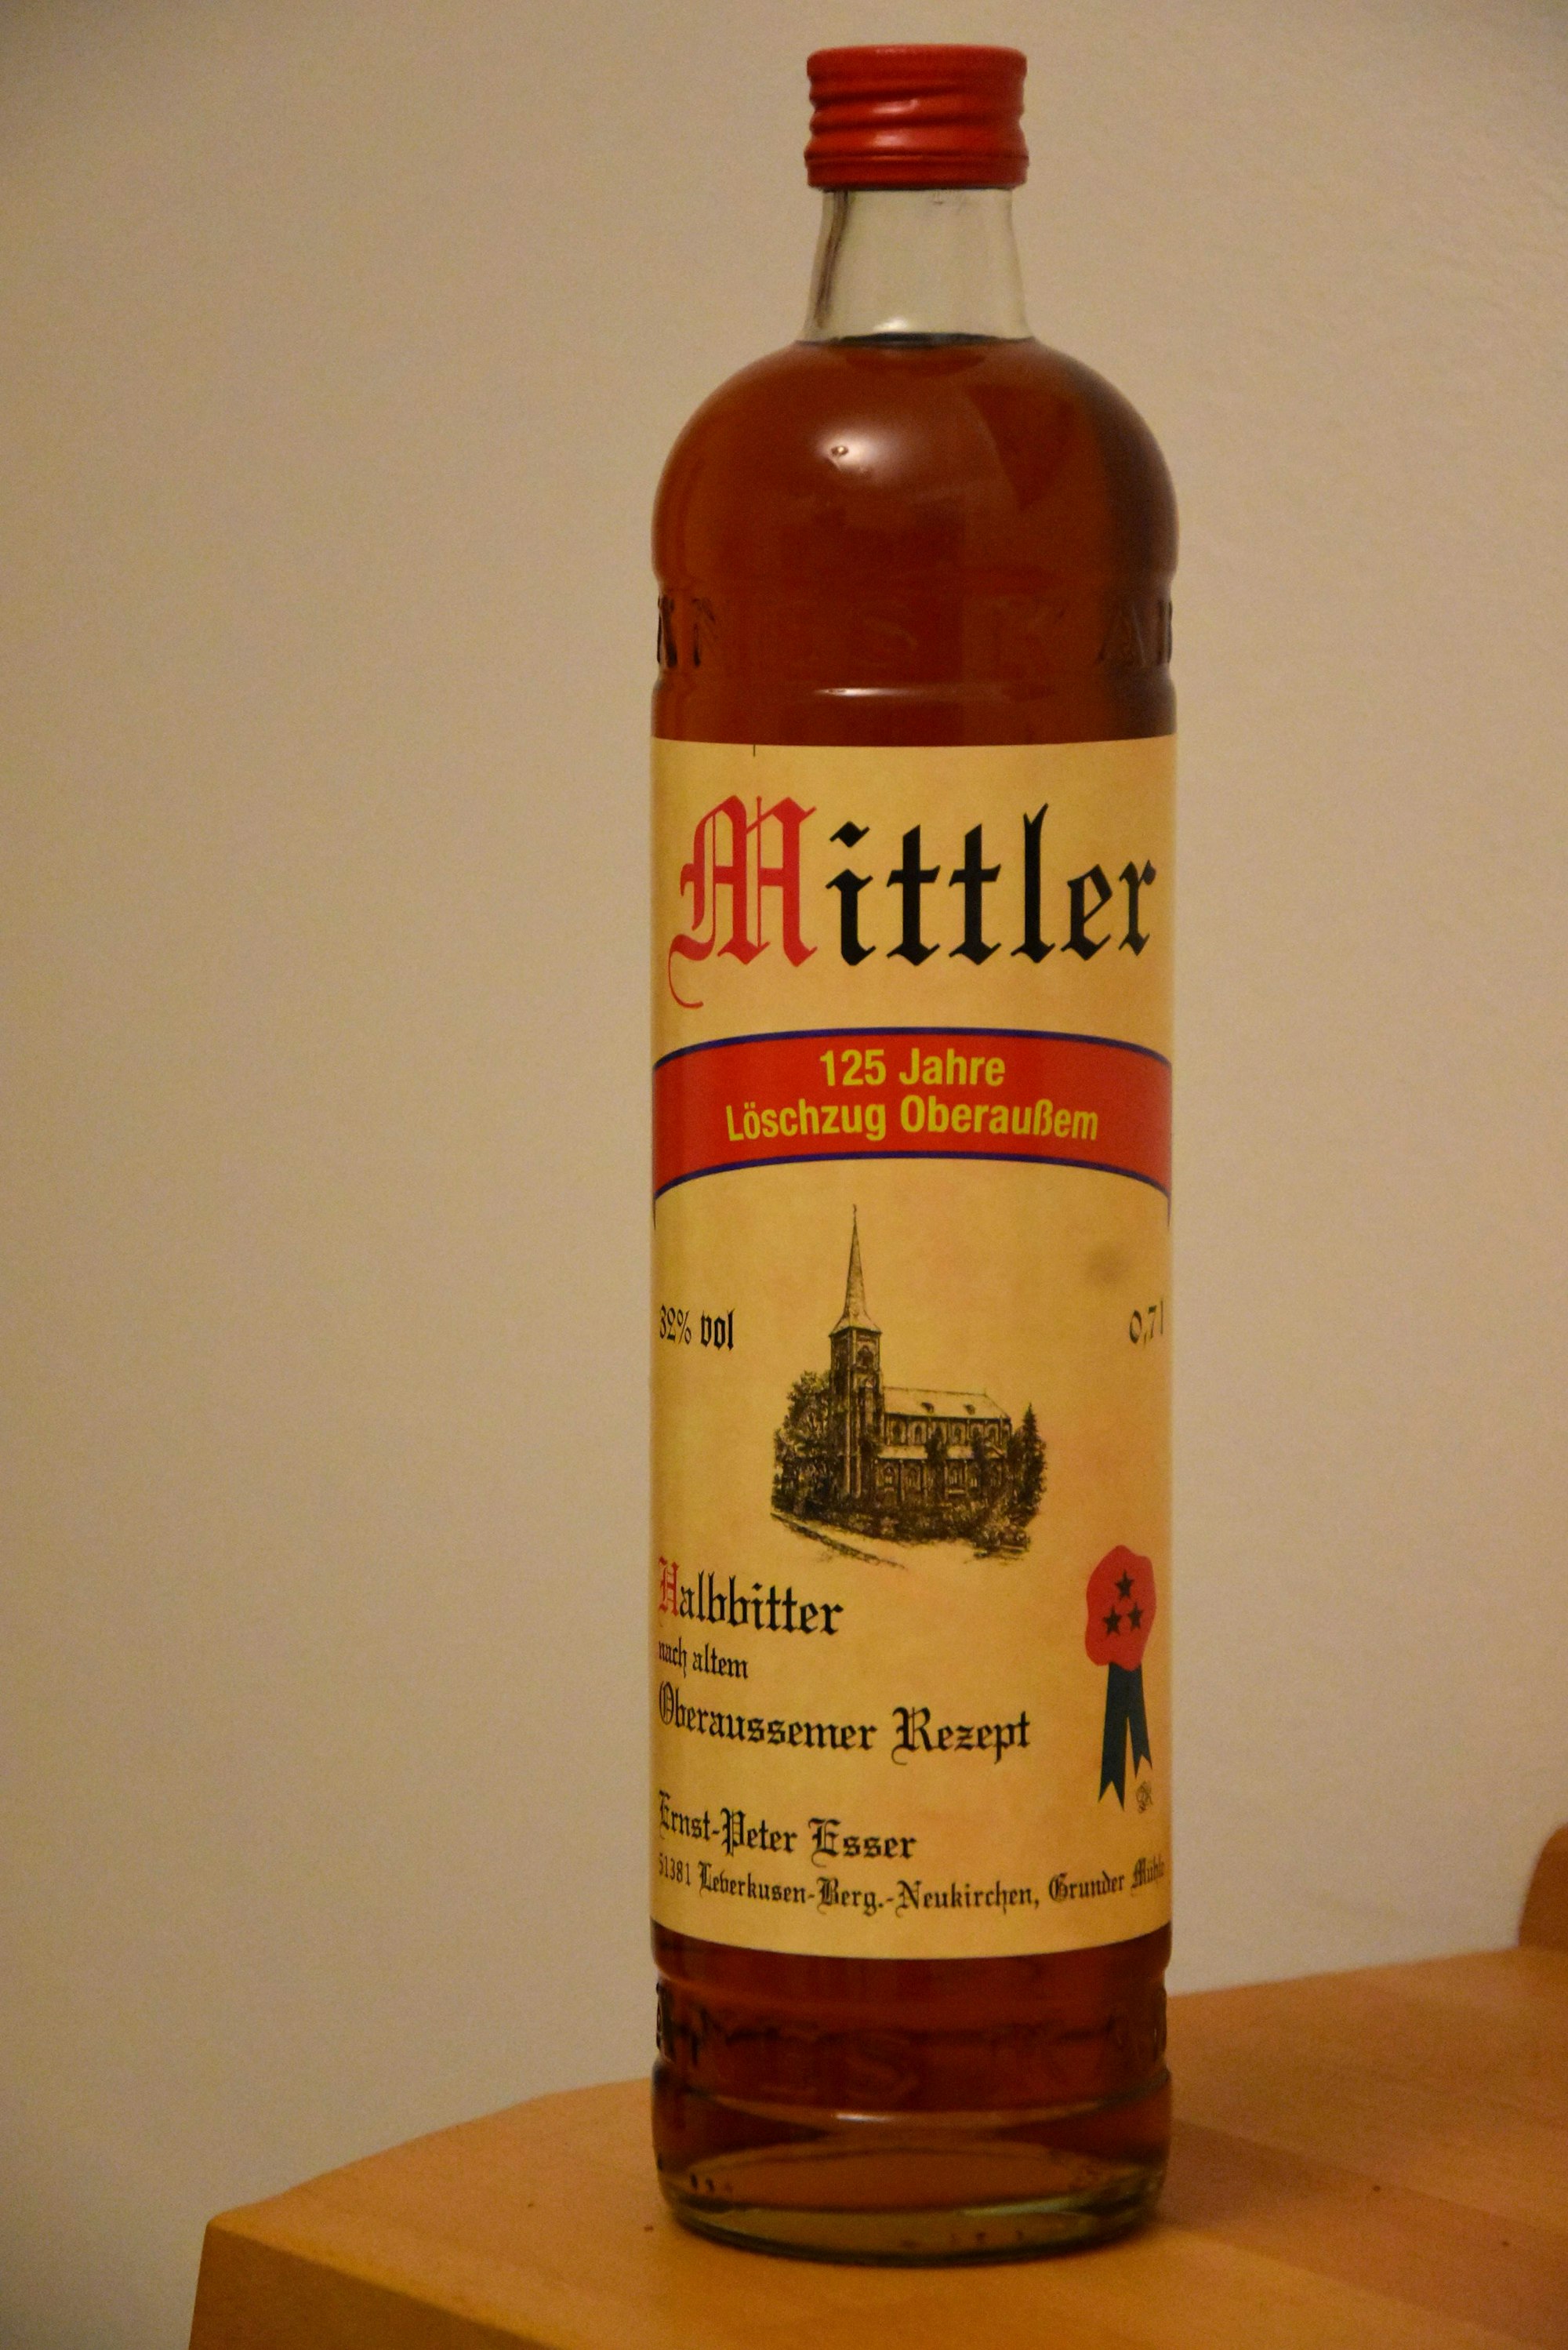 Mittler
125 Jahre
Löschzug Oberaußem
32% vol
0,7l
Halbbitter
nach altem
Oberaussemer Rezept
Ernst-Peter Esser
51381 Leverkusen-Berg.-Neukirchen, Grunder Mühle